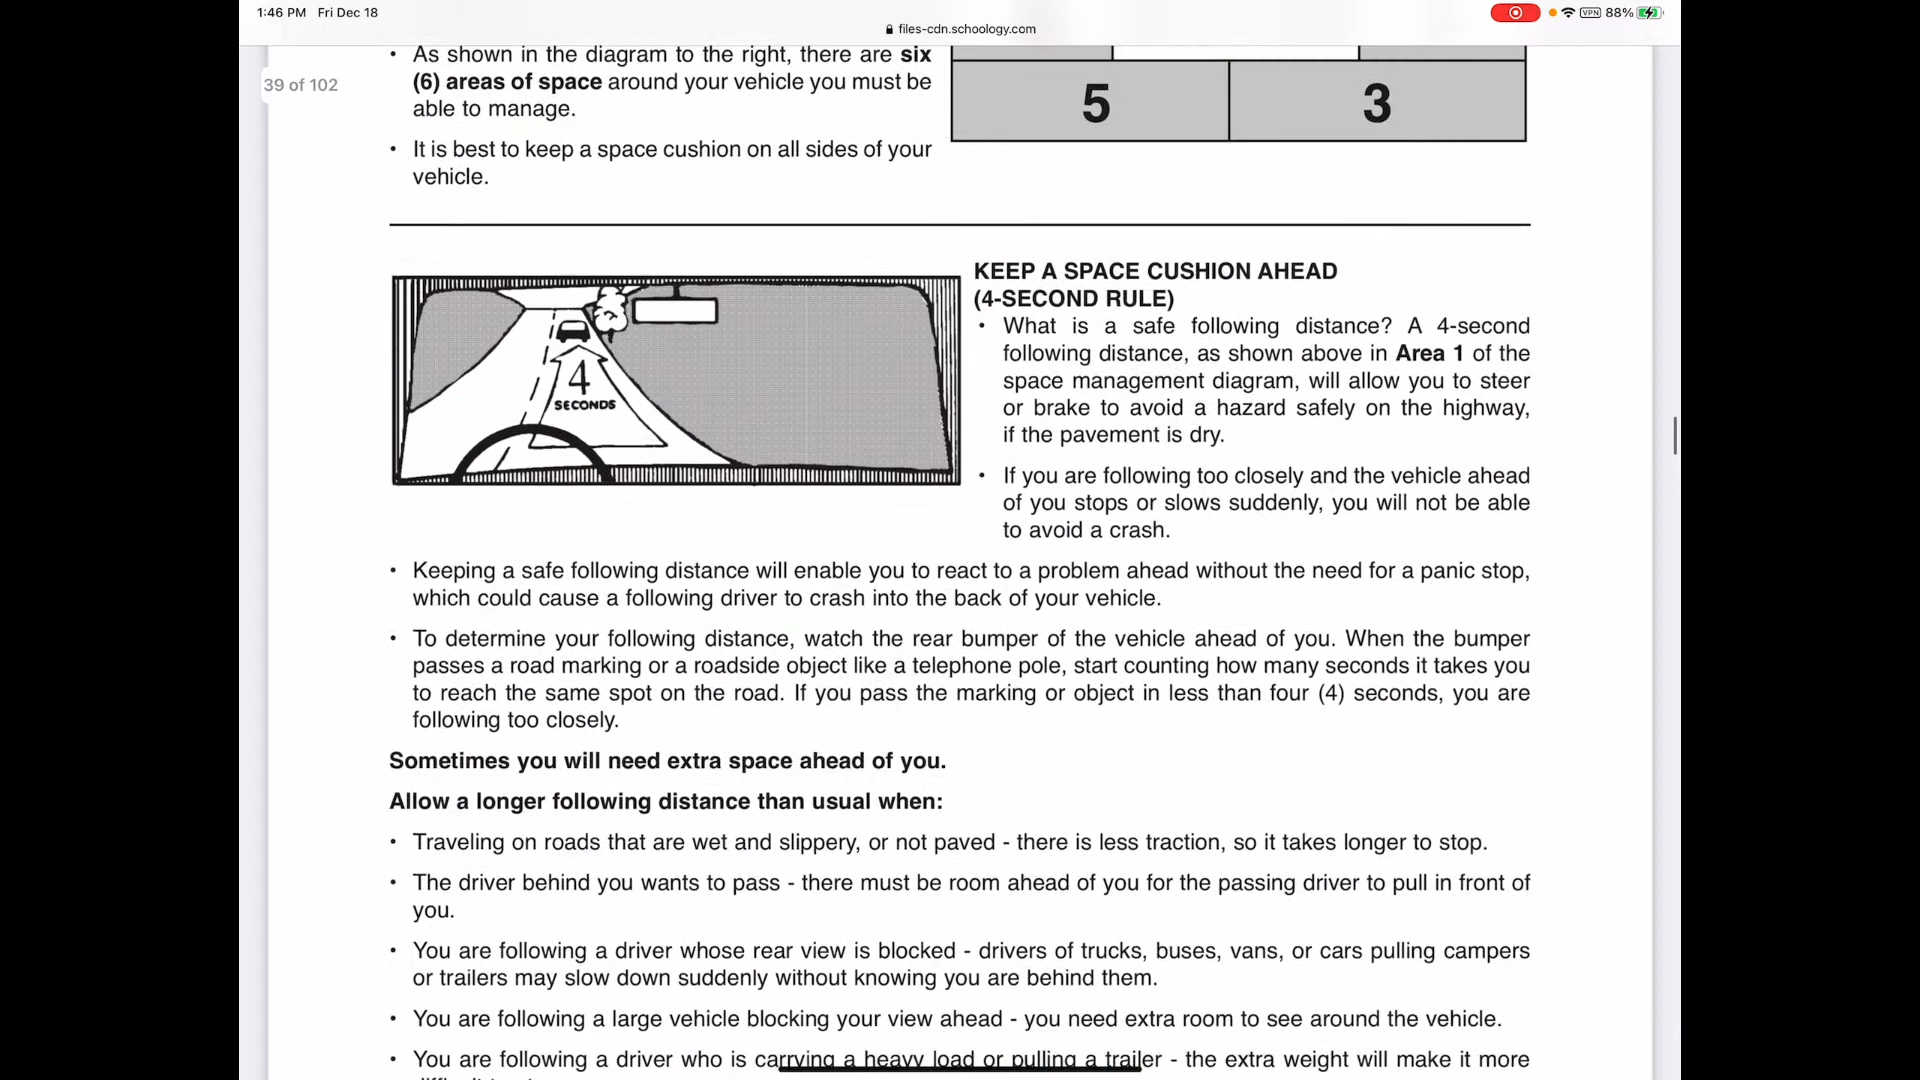 1:46 PM Fri Dec 18
VPN 88%
files-cdn.schoology.com
39 of 102
• As shown in the diagram to the right, there are six
(6) areas of space around your vehicle you must be
able to manage.
• It is best to keep a space cushion on all sides of your
vehicle.
5 3
4
SECONDS
KEEP A SPACE CUSHION AHEAD
(4-SECOND RULE)
• What is a safe following distance? A 4-second
following distance, as shown above in Area 1 of the
space management diagram, will allow you to steer
or brake to avoid a hazard safely on the highway,
if the pavement is dry.
• If you are following too closely and the vehicle ahead
of you stops or slows suddenly, you will not be able
to avoid a crash.
• Keeping a safe following distance will enable you to react to a problem ahead without the need for a panic stop,
which could cause a following driver to crash into the back of your vehicle.
• To determine your following distance, watch the rear bumper of the vehicle ahead of you. When the bumper
passes a road marking or a roadside object like a telephone pole, start counting how many seconds it takes you
to reach the same spot on the road. If you pass the marking or object in less than four (4) seconds, you are
following too closely.
Sometimes you will need extra space ahead of you.
Allow a longer following distance than usual when:
• Traveling on roads that are wet and slippery, or not paved - there is less traction, so it takes longer to stop.
• The driver behind you wants to pass - there must be room ahead of you for the passing driver to pull in front of
you.
• You are following a driver whose rear view is blocked - drivers of trucks, buses, vans, or cars pulling campers
or trailers may slow down suddenly without knowing you are behind them.
• You are following a large vehicle blocking your view ahead - you need extra room to see around the vehicle.
• You are following a driver who is carrying a heavy load or pulling a trailer - the extra weight will make it more